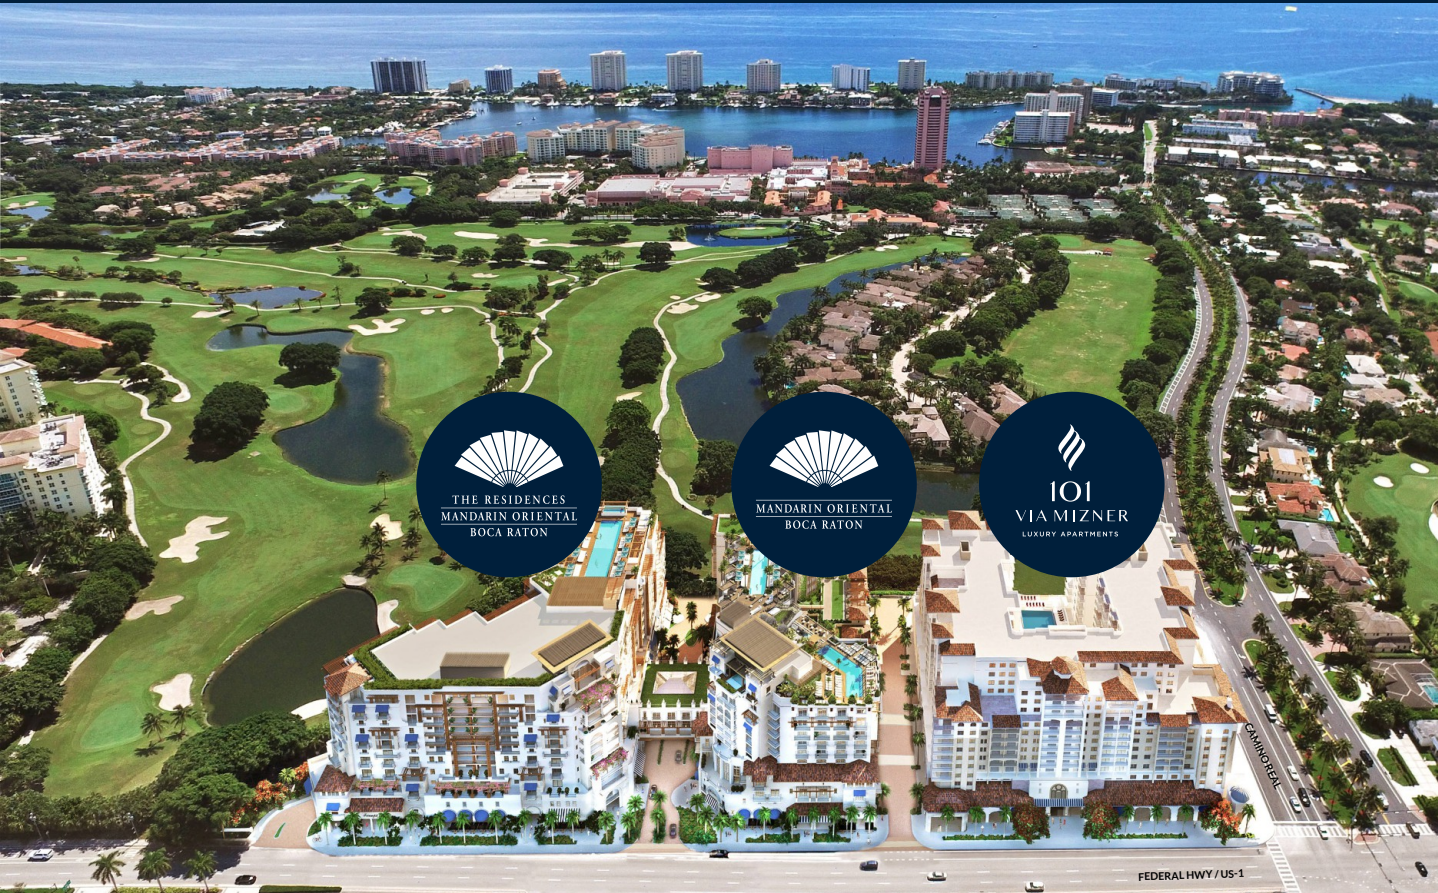 THE RESIDENCES
MANDARIN ORIENTAL
BOCA RATON
MANDARIN ORIENTAL
BOCA RATON
101
VIA MIZNER
LUXURY APARTMENTS
CAMINO REAL
FEDERAL HWY / US-1